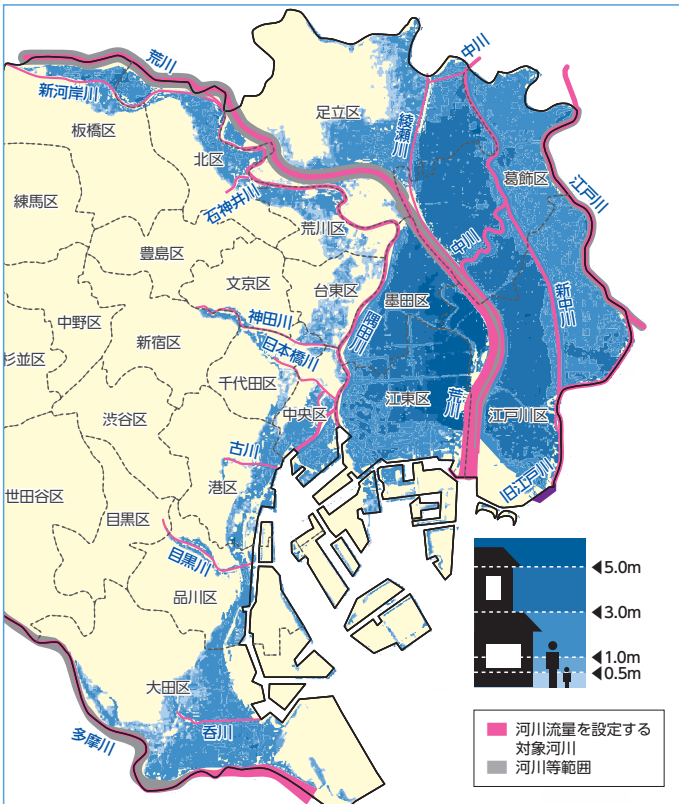 荒川
中川
新河岸川
足立区
綾瀬川
板橋区
北区
葛飾区
江戸川
石神井川
練馬区
荒川区
豊島区
中川
文京区
台東区
墨田区
新中川
神田川
隅田川
中野区
新宿区
日本橋川
杉並区
千代田区
江東区
荒川
中央区
江戸川区
渋谷区
古川
港区
旧江戸川
世田谷区
目黒区
目黒川
品川区
5.0m
3.0m
1.0m
0.5m
大田区
呑川
多摩川
河川流量を設定する
対象河川
河川等範囲